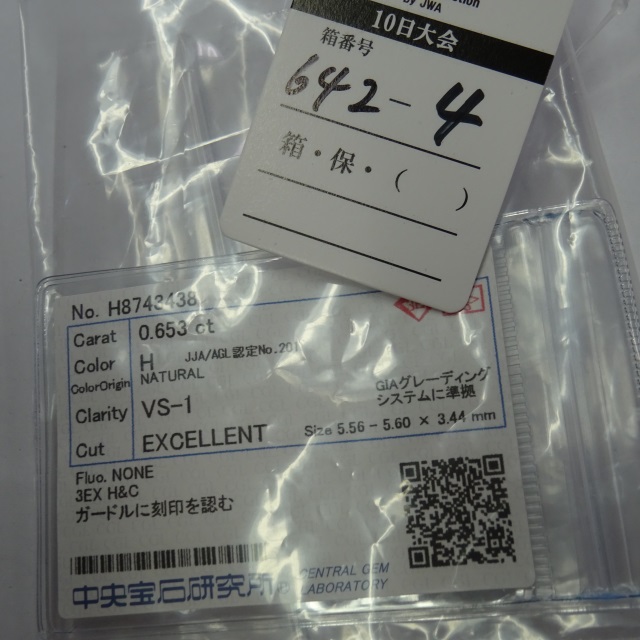 by JWA
10日大会
箱番号
642-4
箱・保・( )
No. H8743438
Carat 0.653 ct
Color H JJA/AGL認定No.201
ColorOrigin NATURAL
GIAグレーディング
システムに準拠
Clarity VS-1
Cut EXCELLENT Size 5.56 - 5.60 × 3.44 mm
Fluo. NONE
3EX H&C
ガードルに刻印を認む
中央宝石研究所 CENTRAL GEM
LABORATORY